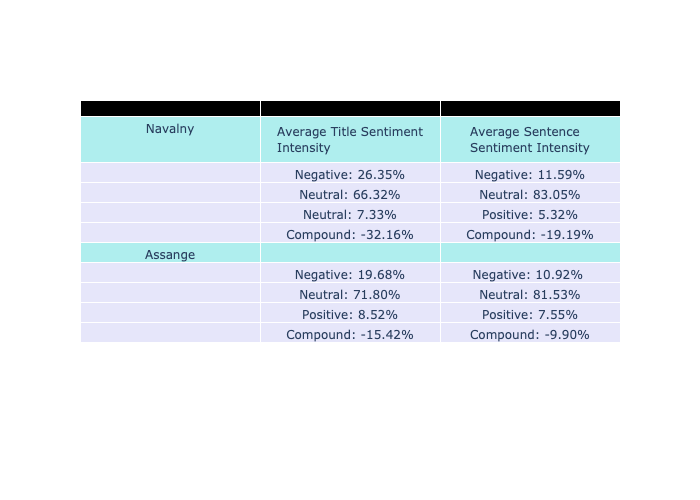 Navalny
Average Title Sentiment
Intensity
Average Sentence
Sentiment Intensity
Negative: 26.35%
Negative: 11.59%
Neutral: 66.32%
Neutral: 83.05%
Neutral: 7.33%
Positive: 5.32%
Compound: -32.16%
Compound: -19.19%
Assange
Negative: 19.68%
Negative: 10.92%
Neutral: 71.80%
Neutral: 81.53%
Positive: 8.52%
Positive: 7.55%
Compound: -15.42%
Compound: -9.90%